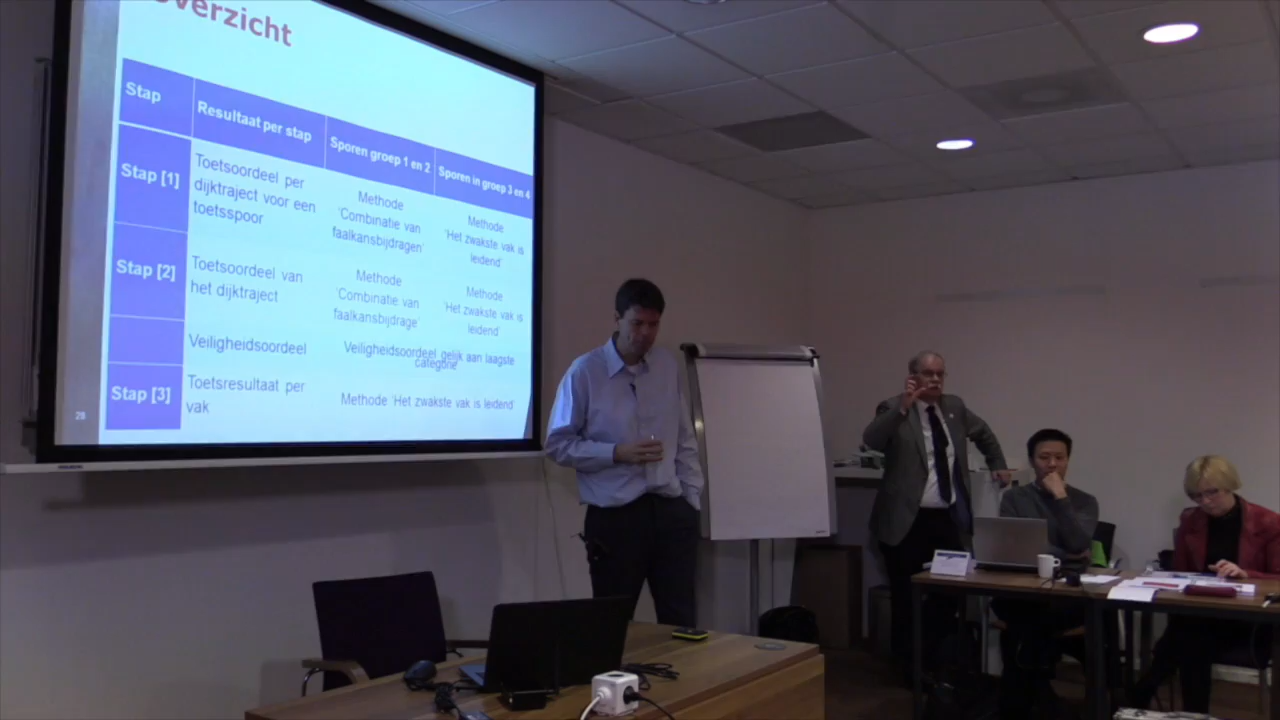 overzicht
Stap
Resultaat per stap
Sporen groep 1 en 2
Sporen in groep 3 en 4
Stap [1]
Toetsoordeel per
dijktraject voor een
toetsspoor
Methode
'Combinatie van
faalkansbijdragen'
Methode
'Het zwakste vak is
leidend'
Stap [2]
Toetsoordeel van
het dijktraject
Methode
'Combinatie van
faalkansbijdrage'
Methode
'Het zwakste vak is
leidend'
Veiligheidsoordeel
Veiligheidsoordeel gelijk aan laagste
categorie
Stap [3]
Toetsresultaat per
vak
Methode 'Het zwakste vak is leidend'
28